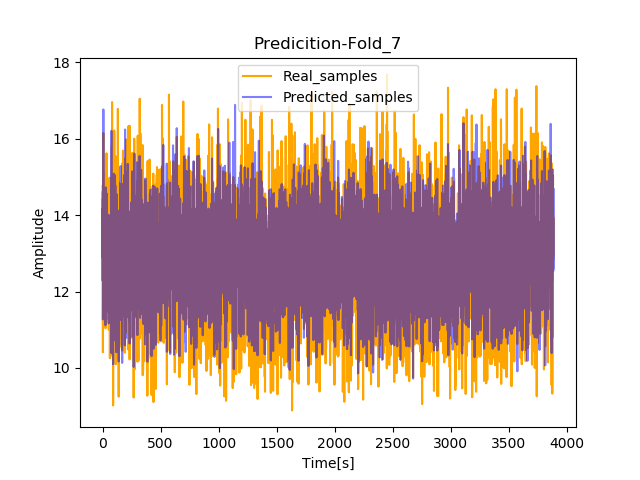 Predicition-Fold_7
Real_samples
Predicted_samples
Amplitude
18
16
14
12
10
0 500 1000 1500 2000 2500 3000 3500 4000
Time[s]